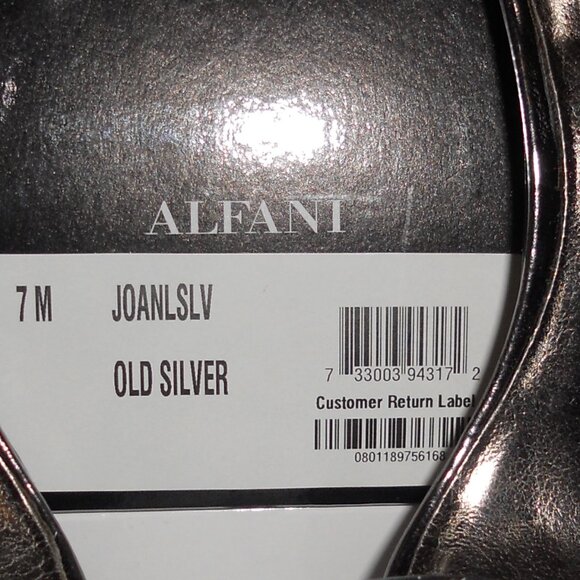 ALFANI
7 M JOANLSLV
OLD SILVER
7 33003 94317 2
Customer Return Label
0801189756168